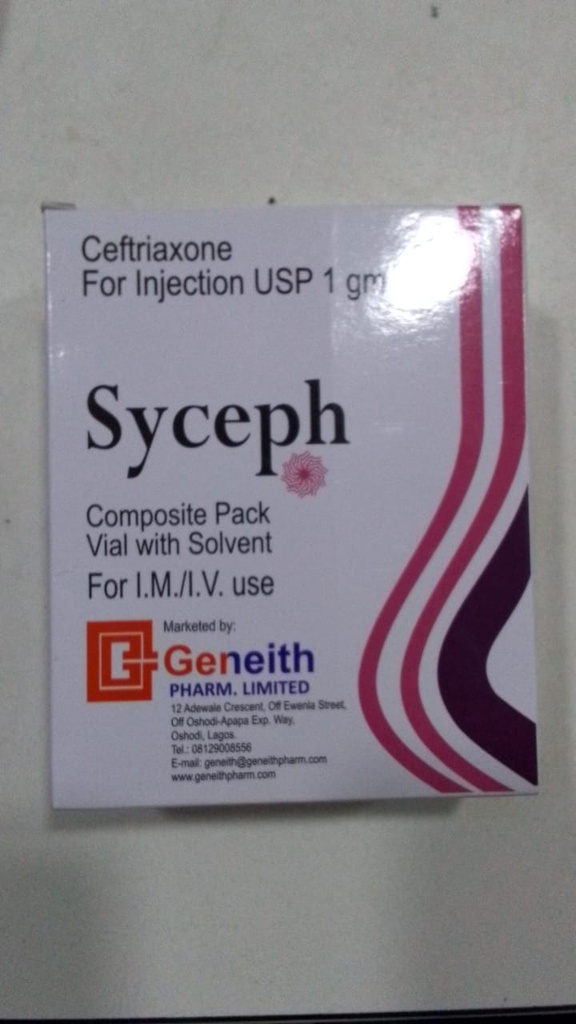 Ceftriaxone
For Injection USP 1 gm
Syceph
Composite Pack
Vial with Solvent
For I.M./I.V. use
Marketed by:
Geneith
PHARM. LIMITED
12 Adewale Crescent, Off Ewenla Street,
Off Oshodi-Apapa Exp. Way,
Oshodi, Lagos.
Tel.: 08129008556
E-mail: geneith@geneithpharm.com
www.geneithpharm.com